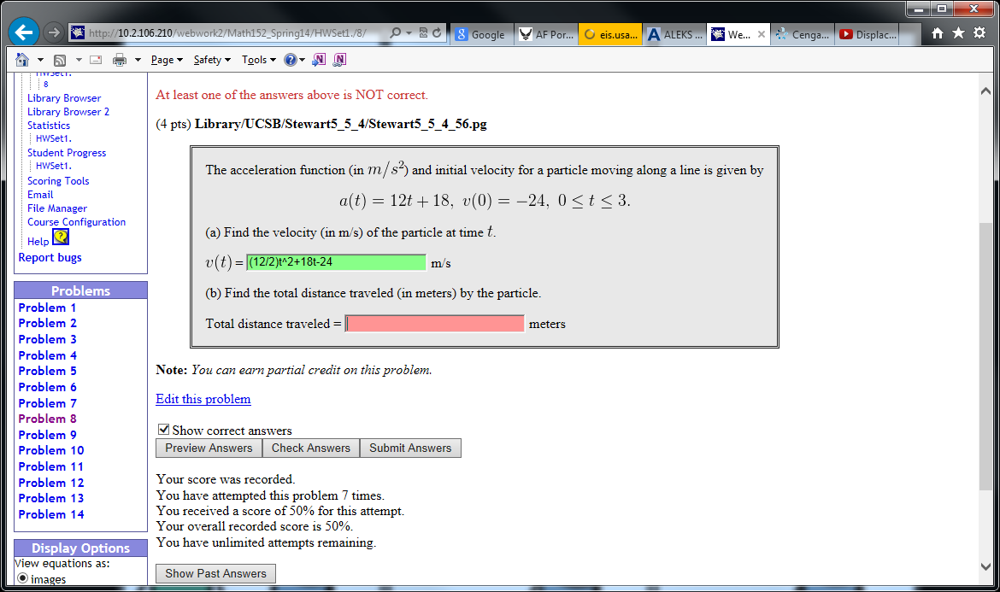 http://10.2.106.210/webwork2/Math152_Spring14/HWSet1./8/
Google
AF Por...
eis.usa...
ALEKS ...
We...
Cenga...
Displac...
Page
Safety
Tools
HWSet1.
8
Library Browser
Library Browser 2
Statistics
HWSet1.
Student Progress
HWSet1.
Scoring Tools
Email
File Manager
Course Configuration
Help
Report bugs
Problems
Problem 1
Problem 2
Problem 3
Problem 4
Problem 5
Problem 6
Problem 7
Problem 8
Problem 9
Problem 10
Problem 11
Problem 12
Problem 13
Problem 14
Display Options
View equations as:
images
At least one of the answers above is NOT correct.
(4 pts) Library/UCSB/Stewart5_5_4/Stewart5_5_4_56.pg
The acceleration function (in m/s²) and initial velocity for a particle moving along a line is given by
a(t) = 12t + 18, v(0) = −24, 0 ≤ t ≤ 3.
(a) Find the velocity (in m/s) of the particle at time t.
v(t) = (12/2)t^2+18t-24 m/s
(b) Find the total distance traveled (in meters) by the particle.
Total distance traveled = meters
Note: You can earn partial credit on this problem.
Edit this problem
Show correct answers
Preview Answers Check Answers Submit Answers
Your score was recorded.
You have attempted this problem 7 times.
You received a score of 50% for this attempt.
Your overall recorded score is 50%.
You have unlimited attempts remaining.
Show Past Answers